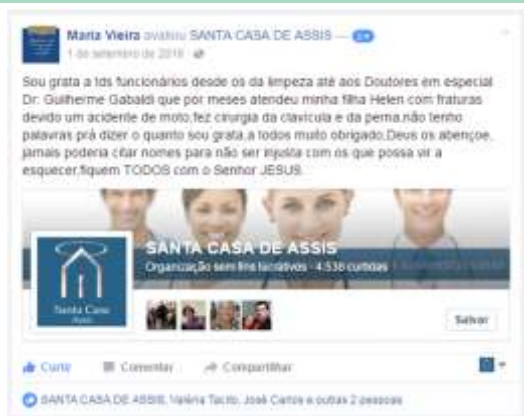 Maria Vieira avaliou SANTA CASA DE ASSIS —
1 de setembro de 2016
Sou grata a tds funcionários desde os da limpeza até aos Doutores em especial
Dr. Guilherme Gabaldi que por meses atendeu minha filha Helen com fraturas
devido um acidente de moto,fez cirurgia da clavicula e da perna.não tenho
palavras prá dizer o quanto sou grata,a todos muito obrigado.Deus os abençoe,
jamais poderia citar nomes para não ser injusta com os que possa vir a
esquecer,fiquem TODOS com o Senhor JESUS.
SANTA CASA DE ASSIS
Organização sem fins lucrativos · 4.538 curtidas
Santa Casa
Assis
Salvar
Curtir Comentar Compartilhar
SANTA CASA DE ASSIS, Valéria Tacito, José Carlos e outras 2 pessoas